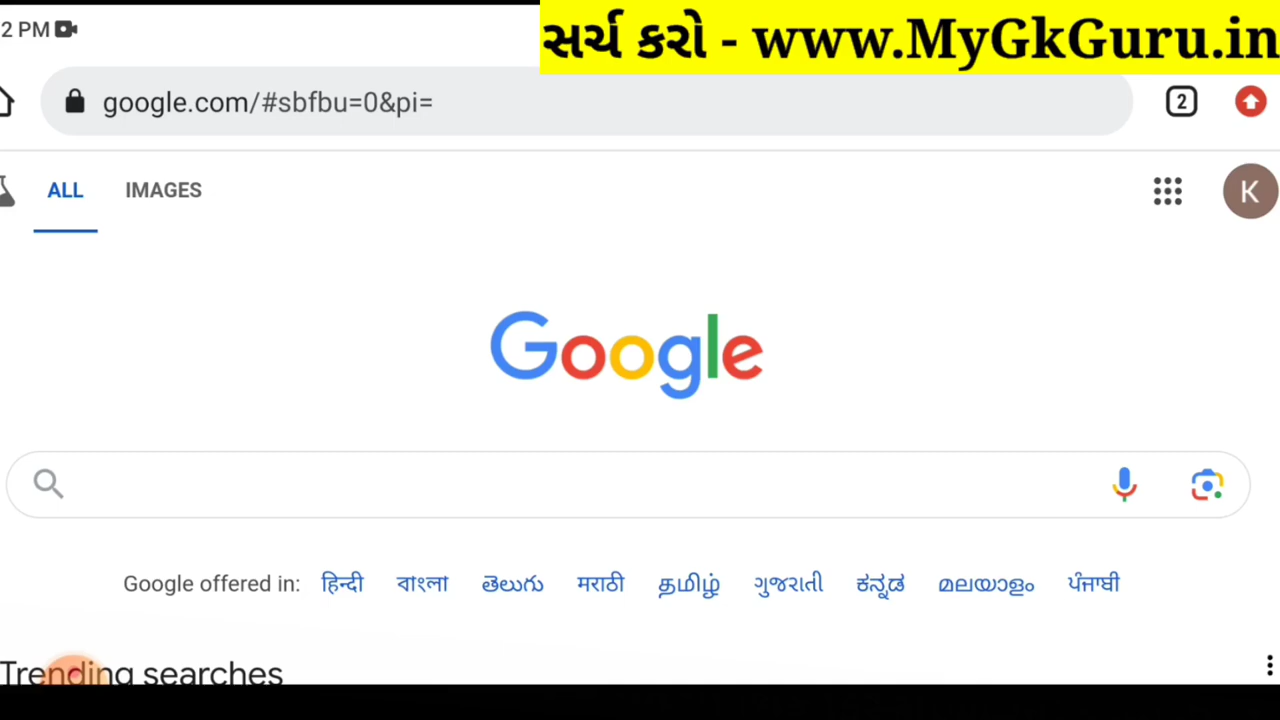 2 PM
સર્ચ કરો - www.MyGkGuru.in
google.com/#sbfbu=0&pi=
2
ALL IMAGES
K
Google
Google offered in: हिन्दी বাংলা తెలుగు मराठी தமிழ் ગુજરાતી ಕನ್ನಡ മലയാളം ਪੰਜਾਬੀ
Trending searches